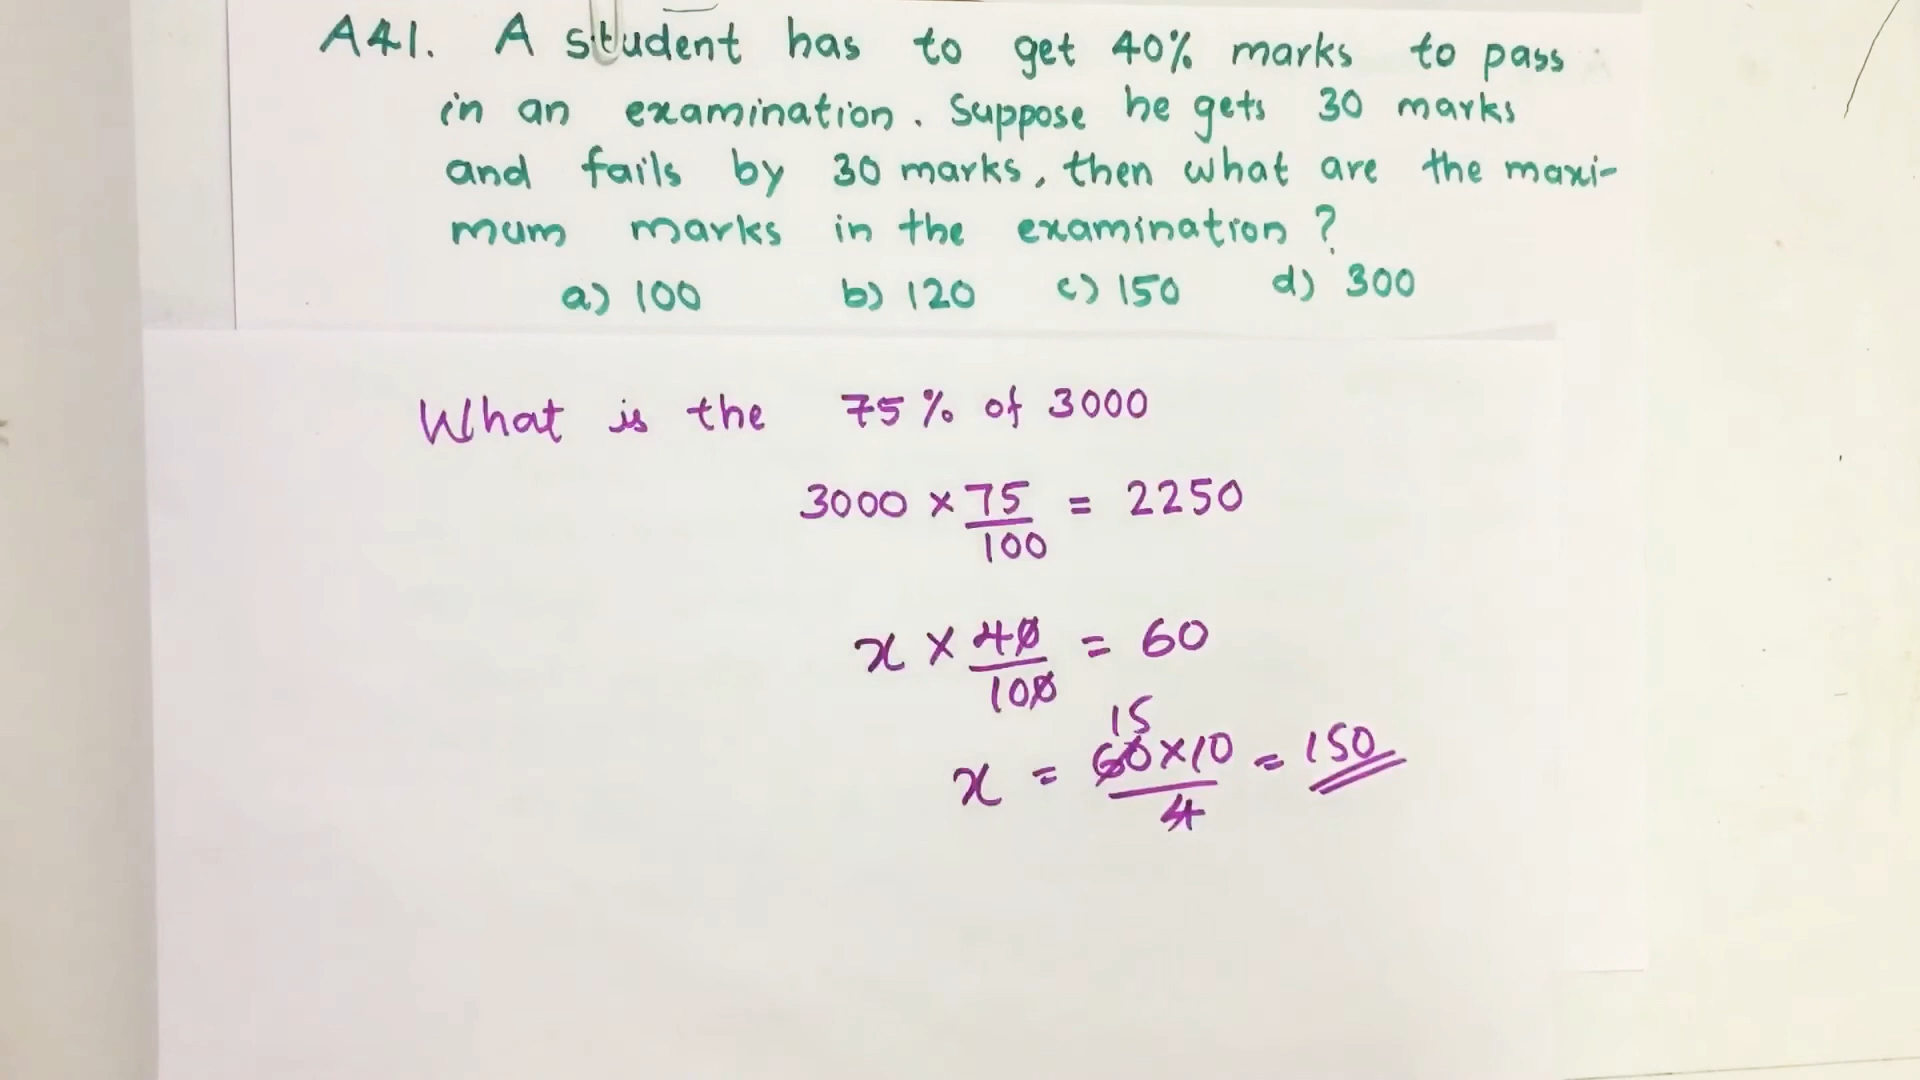 A41. A student has to get 40% marks to pass
in an examination. Suppose he gets 30 marks
and fails by 30 marks, then what are the maxi-
mum marks in the examination?
a) 100 b) 120 c) 150 d) 300
What is the 75% of 3000
3000 × 75/100 = 2250
x × 40/100 = 60
15
x = 60×10/4 = 150